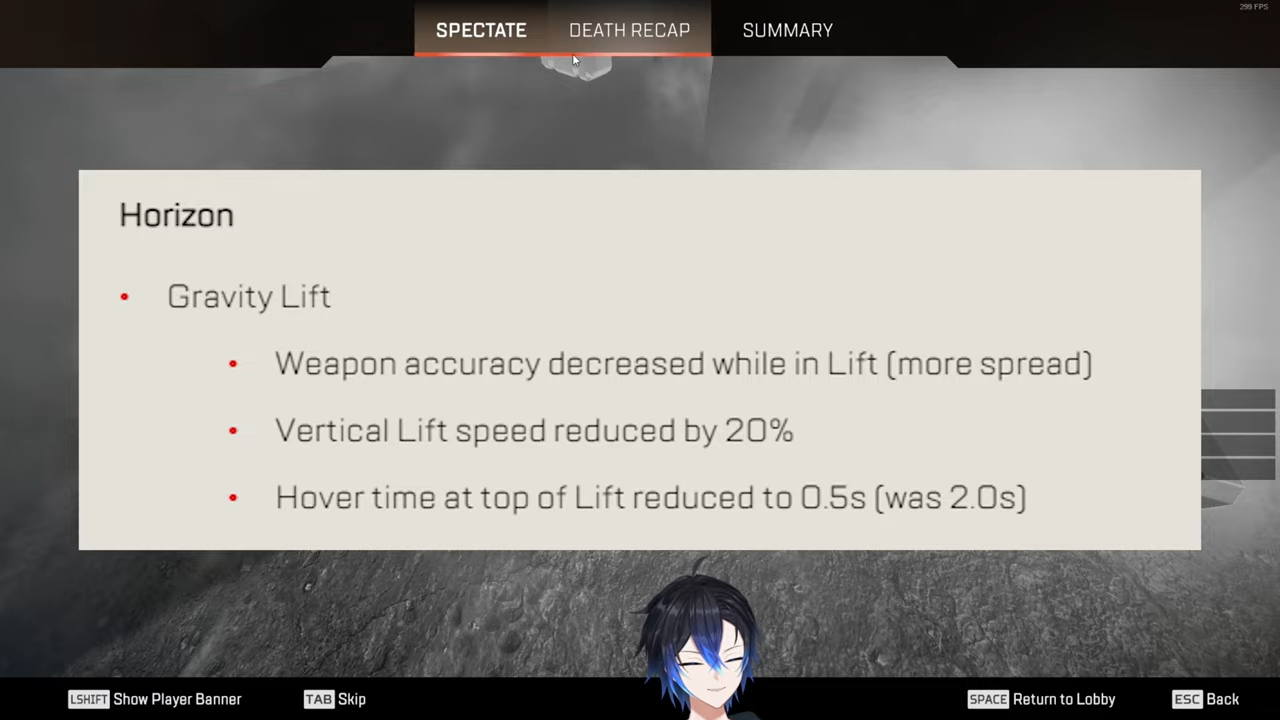 299 FPS
SPECTATE
DEATH RECAP
SUMMARY
Horizon
Gravity Lift
Weapon accuracy decreased while in Lift (more spread)
Vertical Lift speed reduced by 20%
Hover time at top of Lift reduced to 0.5s (was 2.0s)
LSHIFT Show Player Banner
TAB Skip
SPACE Return to Lobby
ESC Back